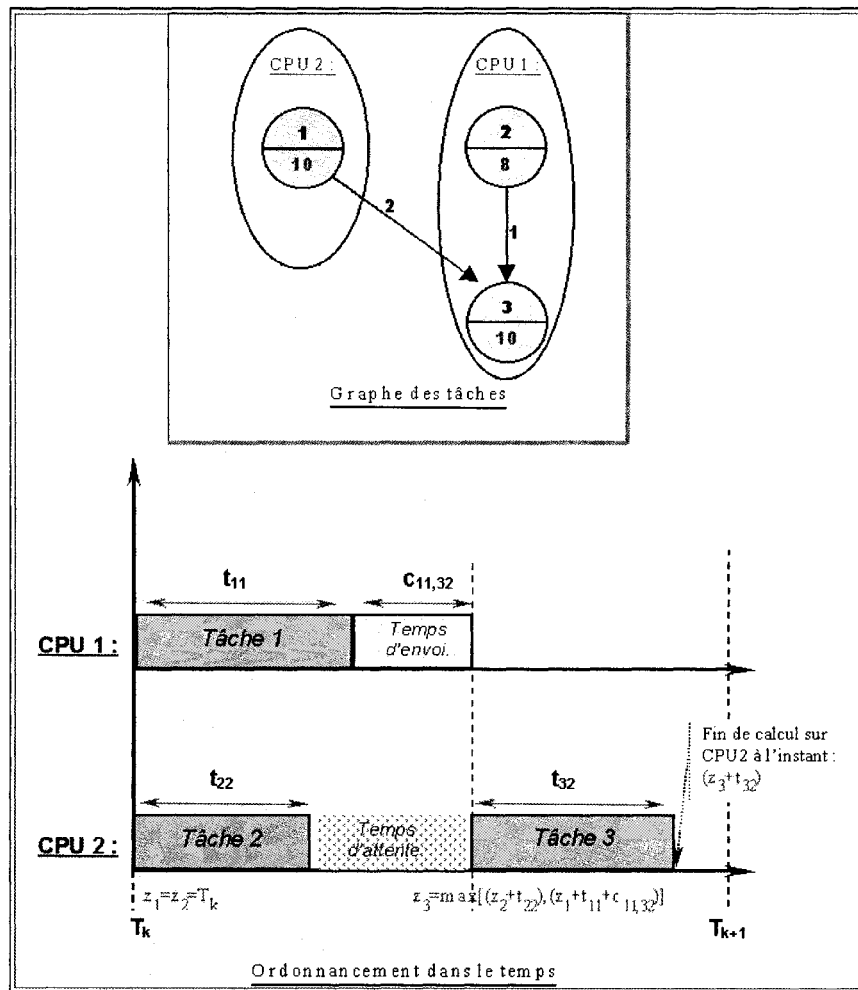 CPU 2 : CPU 1 :
1 2
10 8
2 1
3
10
Graphe des tâches
t11 c11,32
CPU 1 : Tâche 1 Temps d'envoi.
Fin de calcul sur
CPU2 à l'instant :
(z3+t32)
t22 t32
CPU 2 : Tâche 2 Temps d'attente Tâche 3
z1=z2=Tk z3=max[(z2+t22),(z1+t11+c11,32)]
Tk Tk+1
Ordonnancement dans le temps